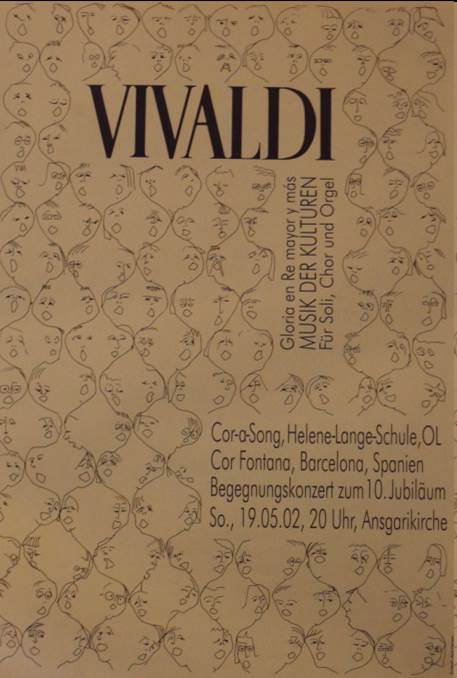 VIVALDI
Gloria en Re mayor y más
MUSIK DER KULTUREN
Für Soli, Chor und Orgel
Cor-a-Song, Helene-Lange-Schule, OL
Cor Fontana, Barcelona, Spanien
Begegnungskonzert zum 10. Jubiläum
So., 19.05.02, 20 Uhr, Ansgarikirche